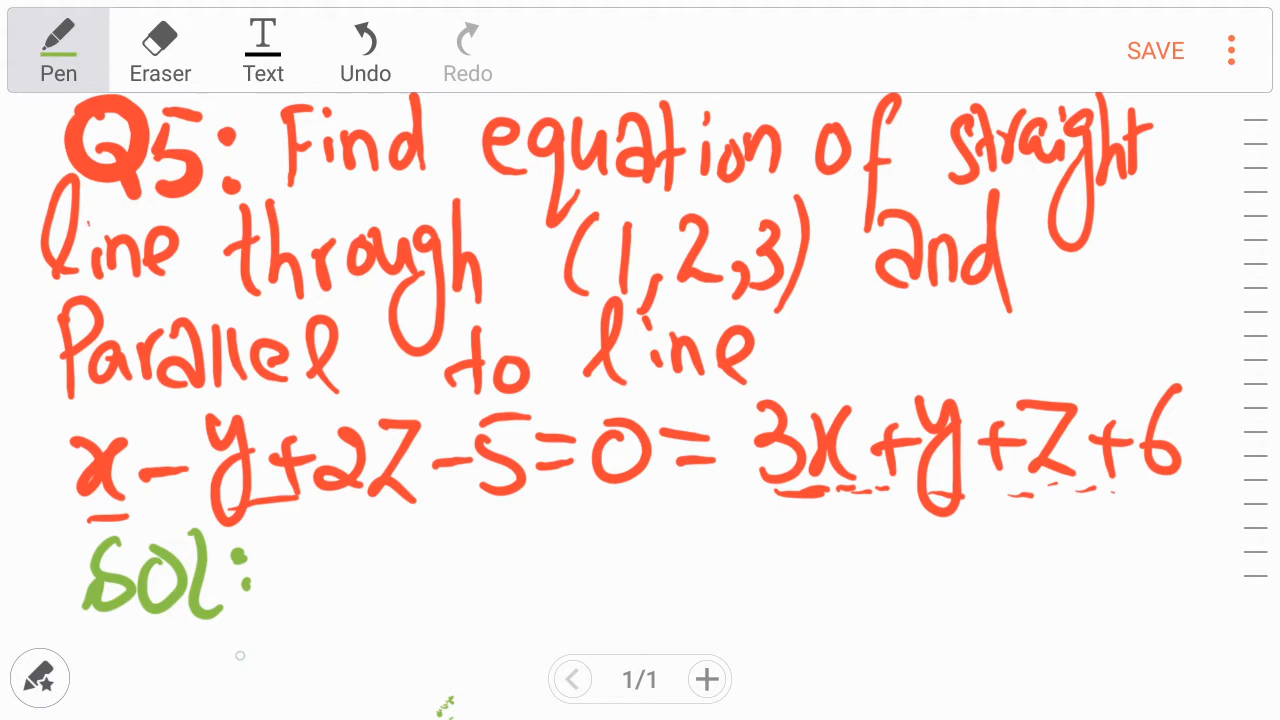 Pen Eraser Text Undo Redo SAVE
Q5: Find equation of straight
line through (1,2,3) and
Parallel to line
x - y + 2z - 5 = 0 = 3x + y + z + 6
SOL:
1/1